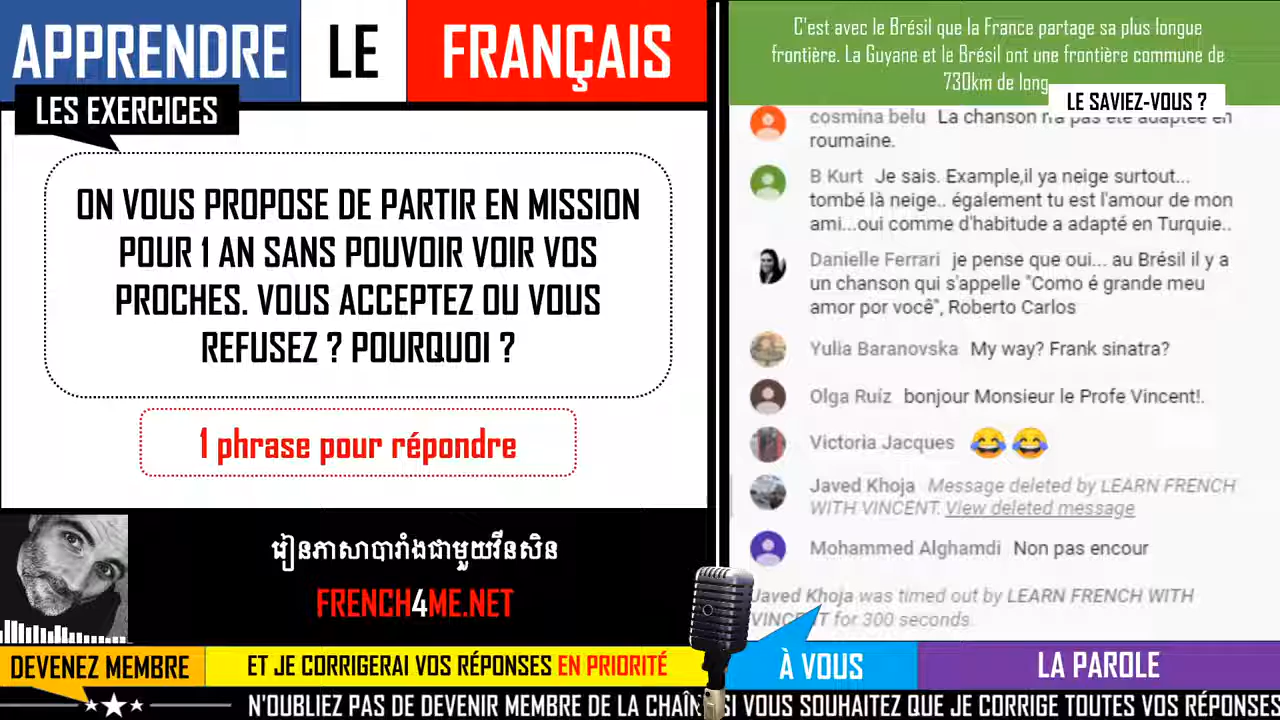 APPRENDRE LE FRANÇAIS
LES EXERCICES
ON VOUS PROPOSE DE PARTIR EN MISSION
POUR 1 AN SANS POUVOIR VOIR VOS
PROCHES. VOUS ACCEPTEZ OU VOUS
REFUSEZ ? POURQUOI ?
1 phrase pour répondre
រៀនភាសាបារាំងជាមួយវីនសិន
FRENCH4ME.NET
DEVENEZ MEMBRE
ET JE CORRIGERAI VOS RÉPONSES EN PRIORITÉ
C'est avec le Brésil que la France partage sa plus longue
frontière. La Guyane et le Brésil ont une frontière commune de
730km de long
LE SAVIEZ-VOUS ?
cosmina belu La chanson n'a pas été adaptée en
roumaine.
B Kurt Je sais. Example,il ya neige surtout...
tombé là neige.. également tu est l'amour de mon
ami...oui comme d'habitude a adapté en Turquie..
Danielle Ferrari je pense que oui... au Brésil il y a
un chanson qui s'appelle "Como é grande meu
amor por você", Roberto Carlos
Yulia Baranovska My way? Frank sinatra?
Olga Ruíz bonjour Monsieur le Profe Vincent!.
Victoria Jacques
Javed Khoja Message deleted by LEARN FRENCH
WITH VINCENT. View deleted message
Mohammed Alghamdi Non pas encour
Javed Khoja was timed out by LEARN FRENCH WITH
VINCENT for 300 seconds.
À VOUS
LA PAROLE
N'OUBLIEZ PAS DE DEVENIR MEMBRE DE LA CHAÎN SI VOUS SOUHAITEZ QUE JE CORRIGE TOUTES VOS RÉPONSES